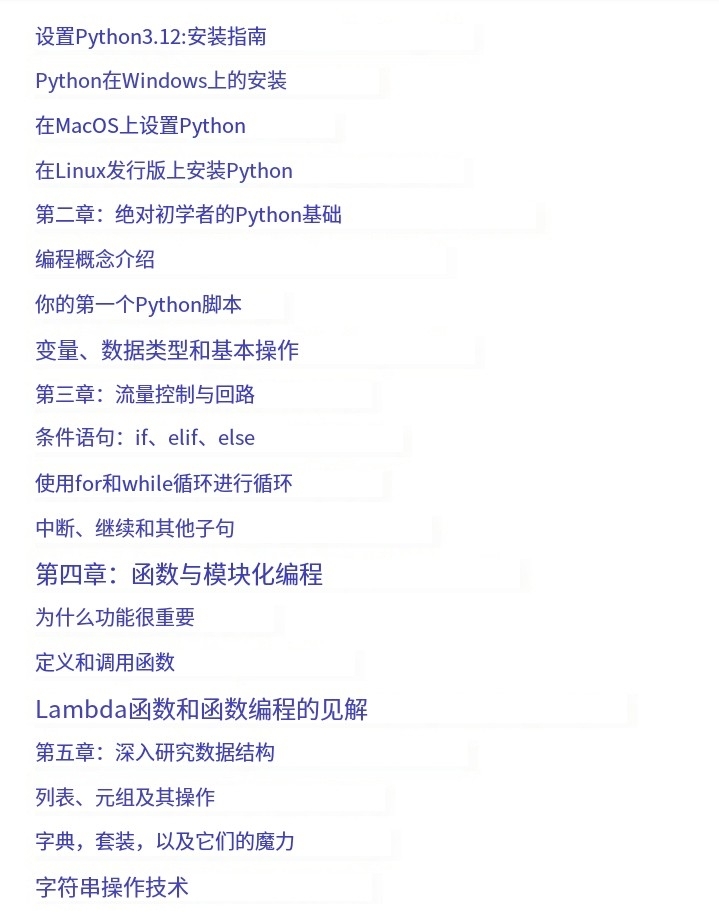 设置Python3.12:安装指南
Python在Windows上的安装
在MacOS上设置Python
在Linux发行版上安装Python
第二章：绝对初学者的Python基础
编程概念介绍
你的第一个Python脚本
变量、数据类型和基本操作
第三章：流量控制与回路
条件语句：if、elif、else
使用for和while循环进行循环
中断、继续和其他子句
第四章：函数与模块化编程
为什么功能很重要
定义和调用函数
Lambda函数和函数编程的见解
第五章：深入研究数据结构
列表、元组及其操作
字典，套装，以及它们的魔力
字符串操作技术